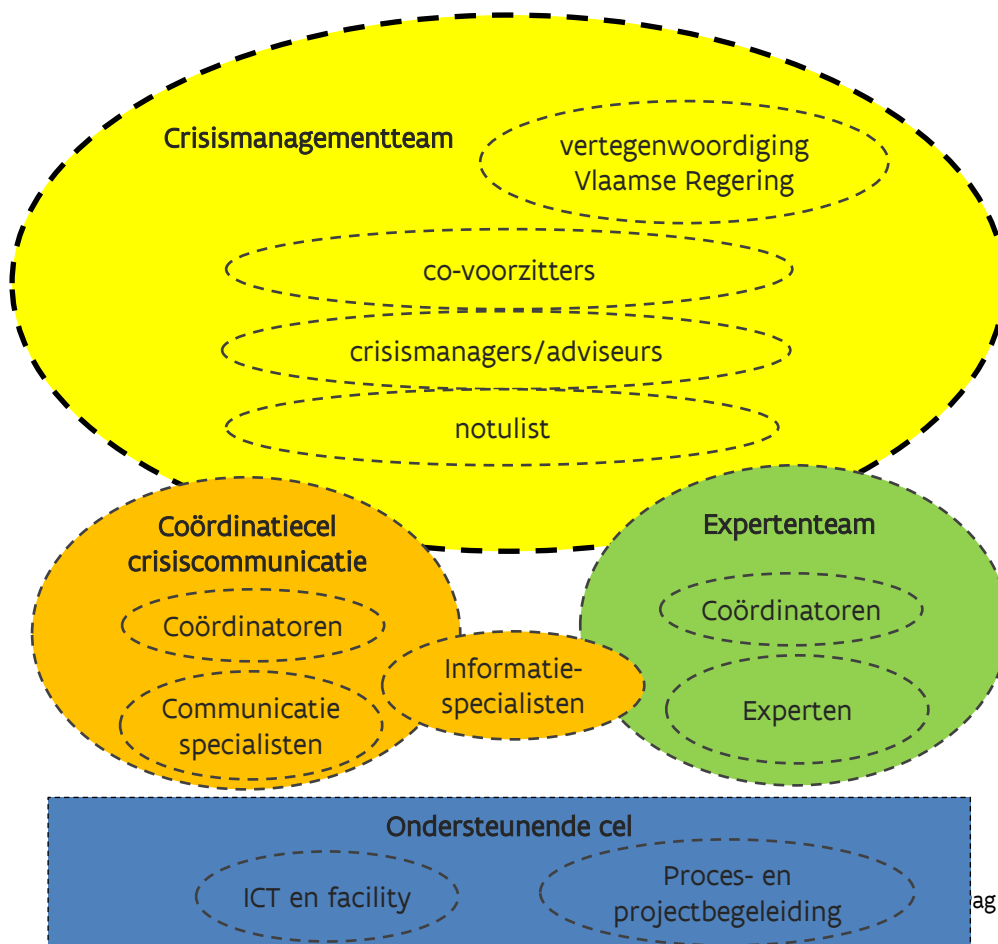 Crisismanagementteam
vertegenwoordiging
Vlaamse Regering
co-voorzitters
crisismanagers/adviseurs
notulist
Coördinatiecel
crisiscommunicatie
Coördinatoren
Communicatie
specialisten
Informatie-
specialisten
Expertenteam
Coördinatoren
Experten
Ondersteunende cel
ICT en facility
Proces- en
projectbegeleiding
ag